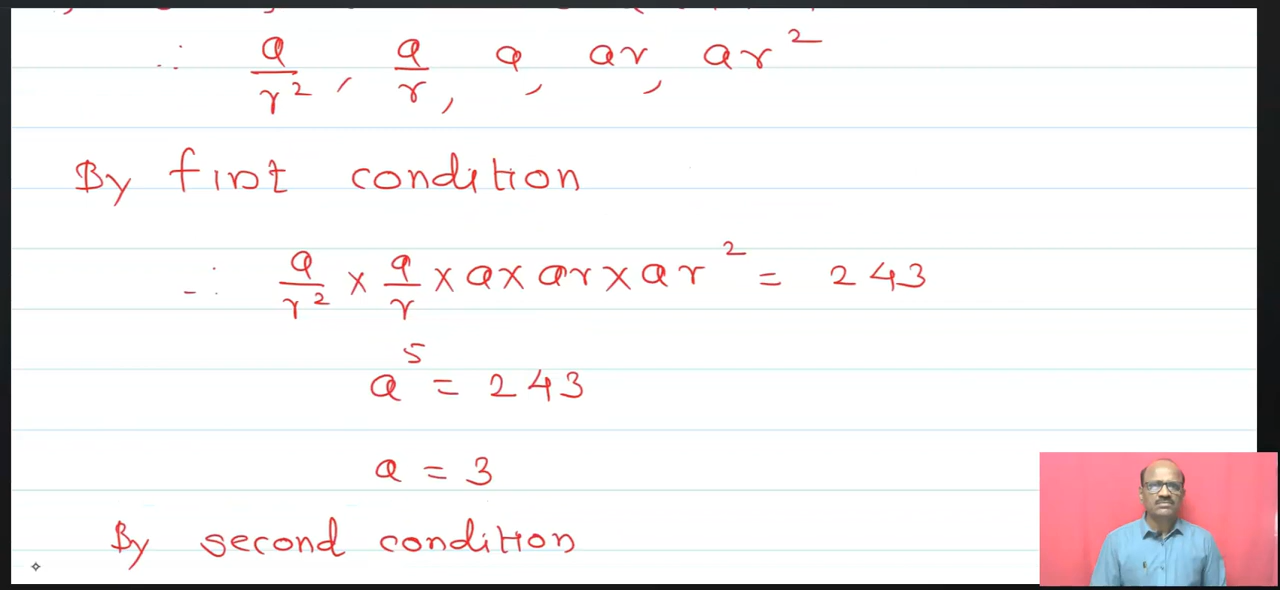 ∴ a/r², a/r, a, ar, ar²
By first condition
∴ a/r² × a/r × a × ar × ar² = 243
a⁵ = 243
a = 3
By second condition